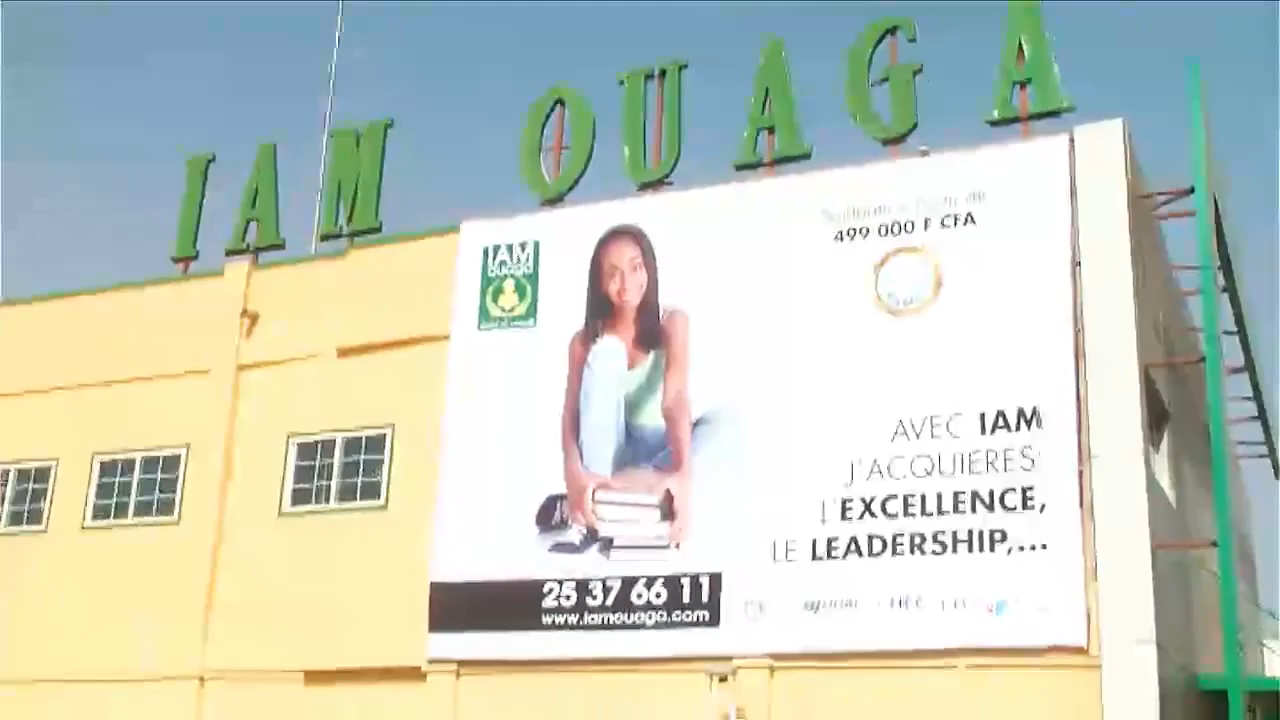 IAM OUAGA
IAM
ouaga
499 000 F CFA
AVEC IAM
J'ACQUIERES
L'EXCELLENCE,
LE LEADERSHIP,...
25 37 66 11
www.iamouaga.com